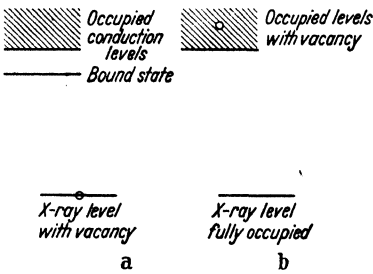 Occupied
conduction
levels
Bound state
X-ray level
with vacancy
a
Occupied levels
with vacancy
X-ray level
fully occupied
b